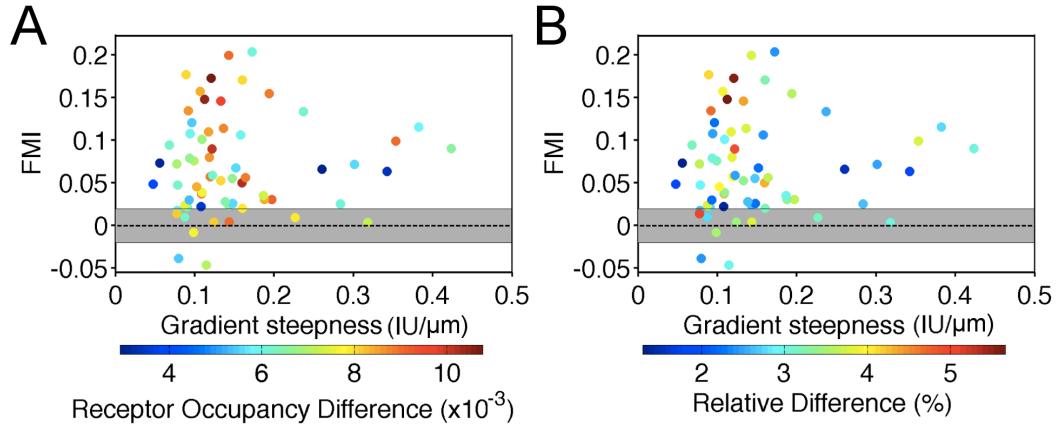 A
FMI
0.2
0.15
0.1
0.05
0
-0.05
0 0.1 0.2 0.3 0.4 0.5
Gradient steepness (IU/μm)
4 6 8 10
Receptor Occupancy Difference (x10⁻³)
B
FMI
0.2
0.15
0.1
0.05
0
-0.05
0 0.1 0.2 0.3 0.4 0.5
Gradient steepness (IU/μm)
2 3 4 5
Relative Difference (%)